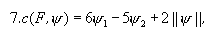 7.c(F,ψ) = 6ψ₁ − 5ψ₂ + 2 || ψ ||,